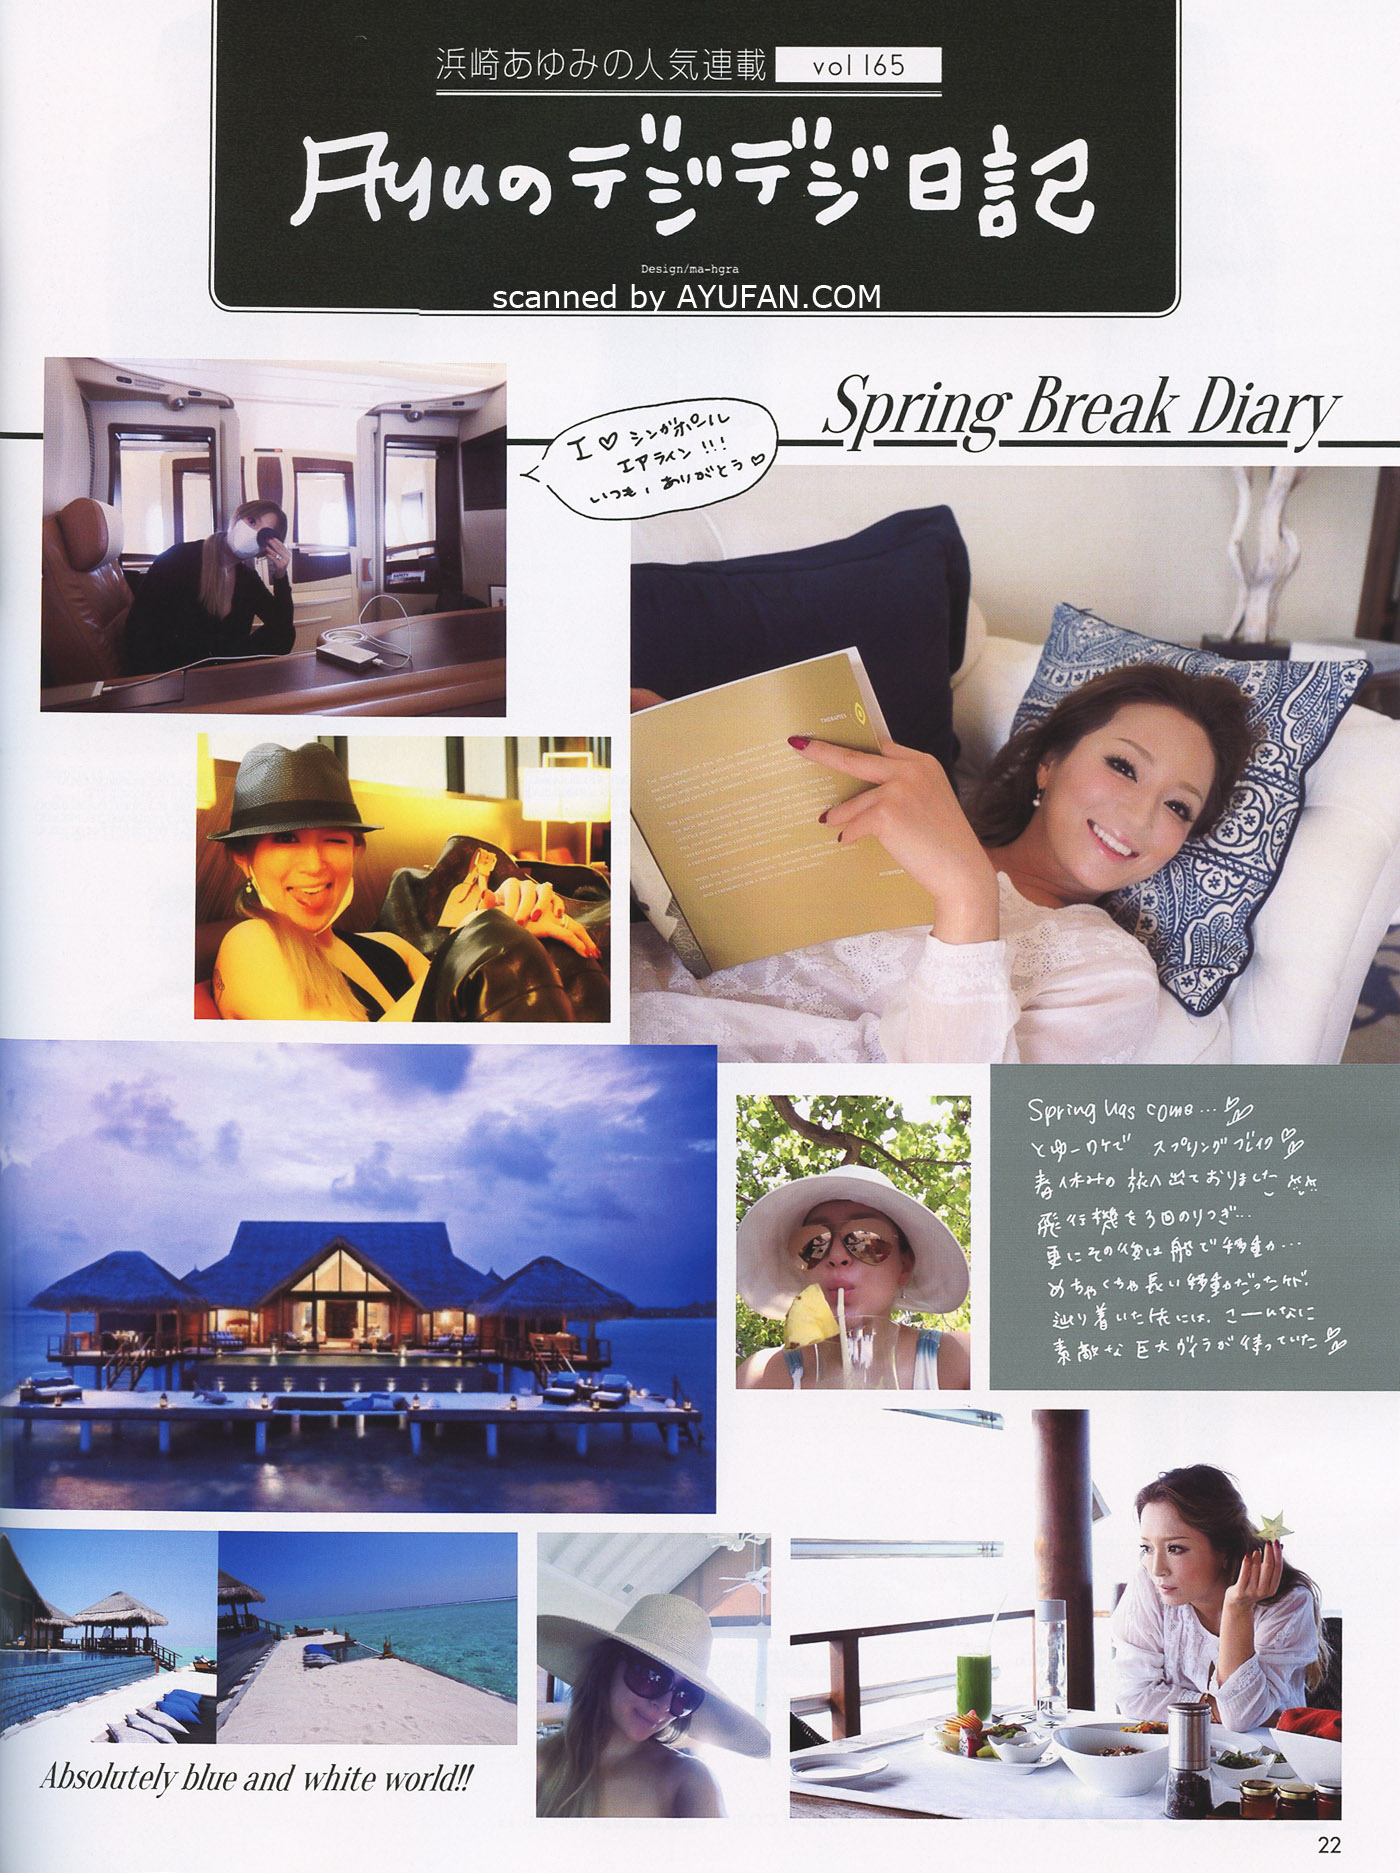 浜崎あゆみの人気連載 vol 165
Ayuのデジデジ日記
Design/ma-hgra
scanned by AYUFAN.COM
Spring Break Diary
I♡シンガポール
エアライン!!!
いつも、ありがとう♡
THERAPIES
Spring has come…
とゆーワケで スプリングブレイク
春休みの旅へ出ておりました
飛行機を3回のりつぎ…
更にその後は船で移動…
めちゃくちゃ長い移動だったけど、
辿り着いた先には、こーんなに
素敵な巨大ヴィラが待っていた
Absolutely blue and white world!!
22